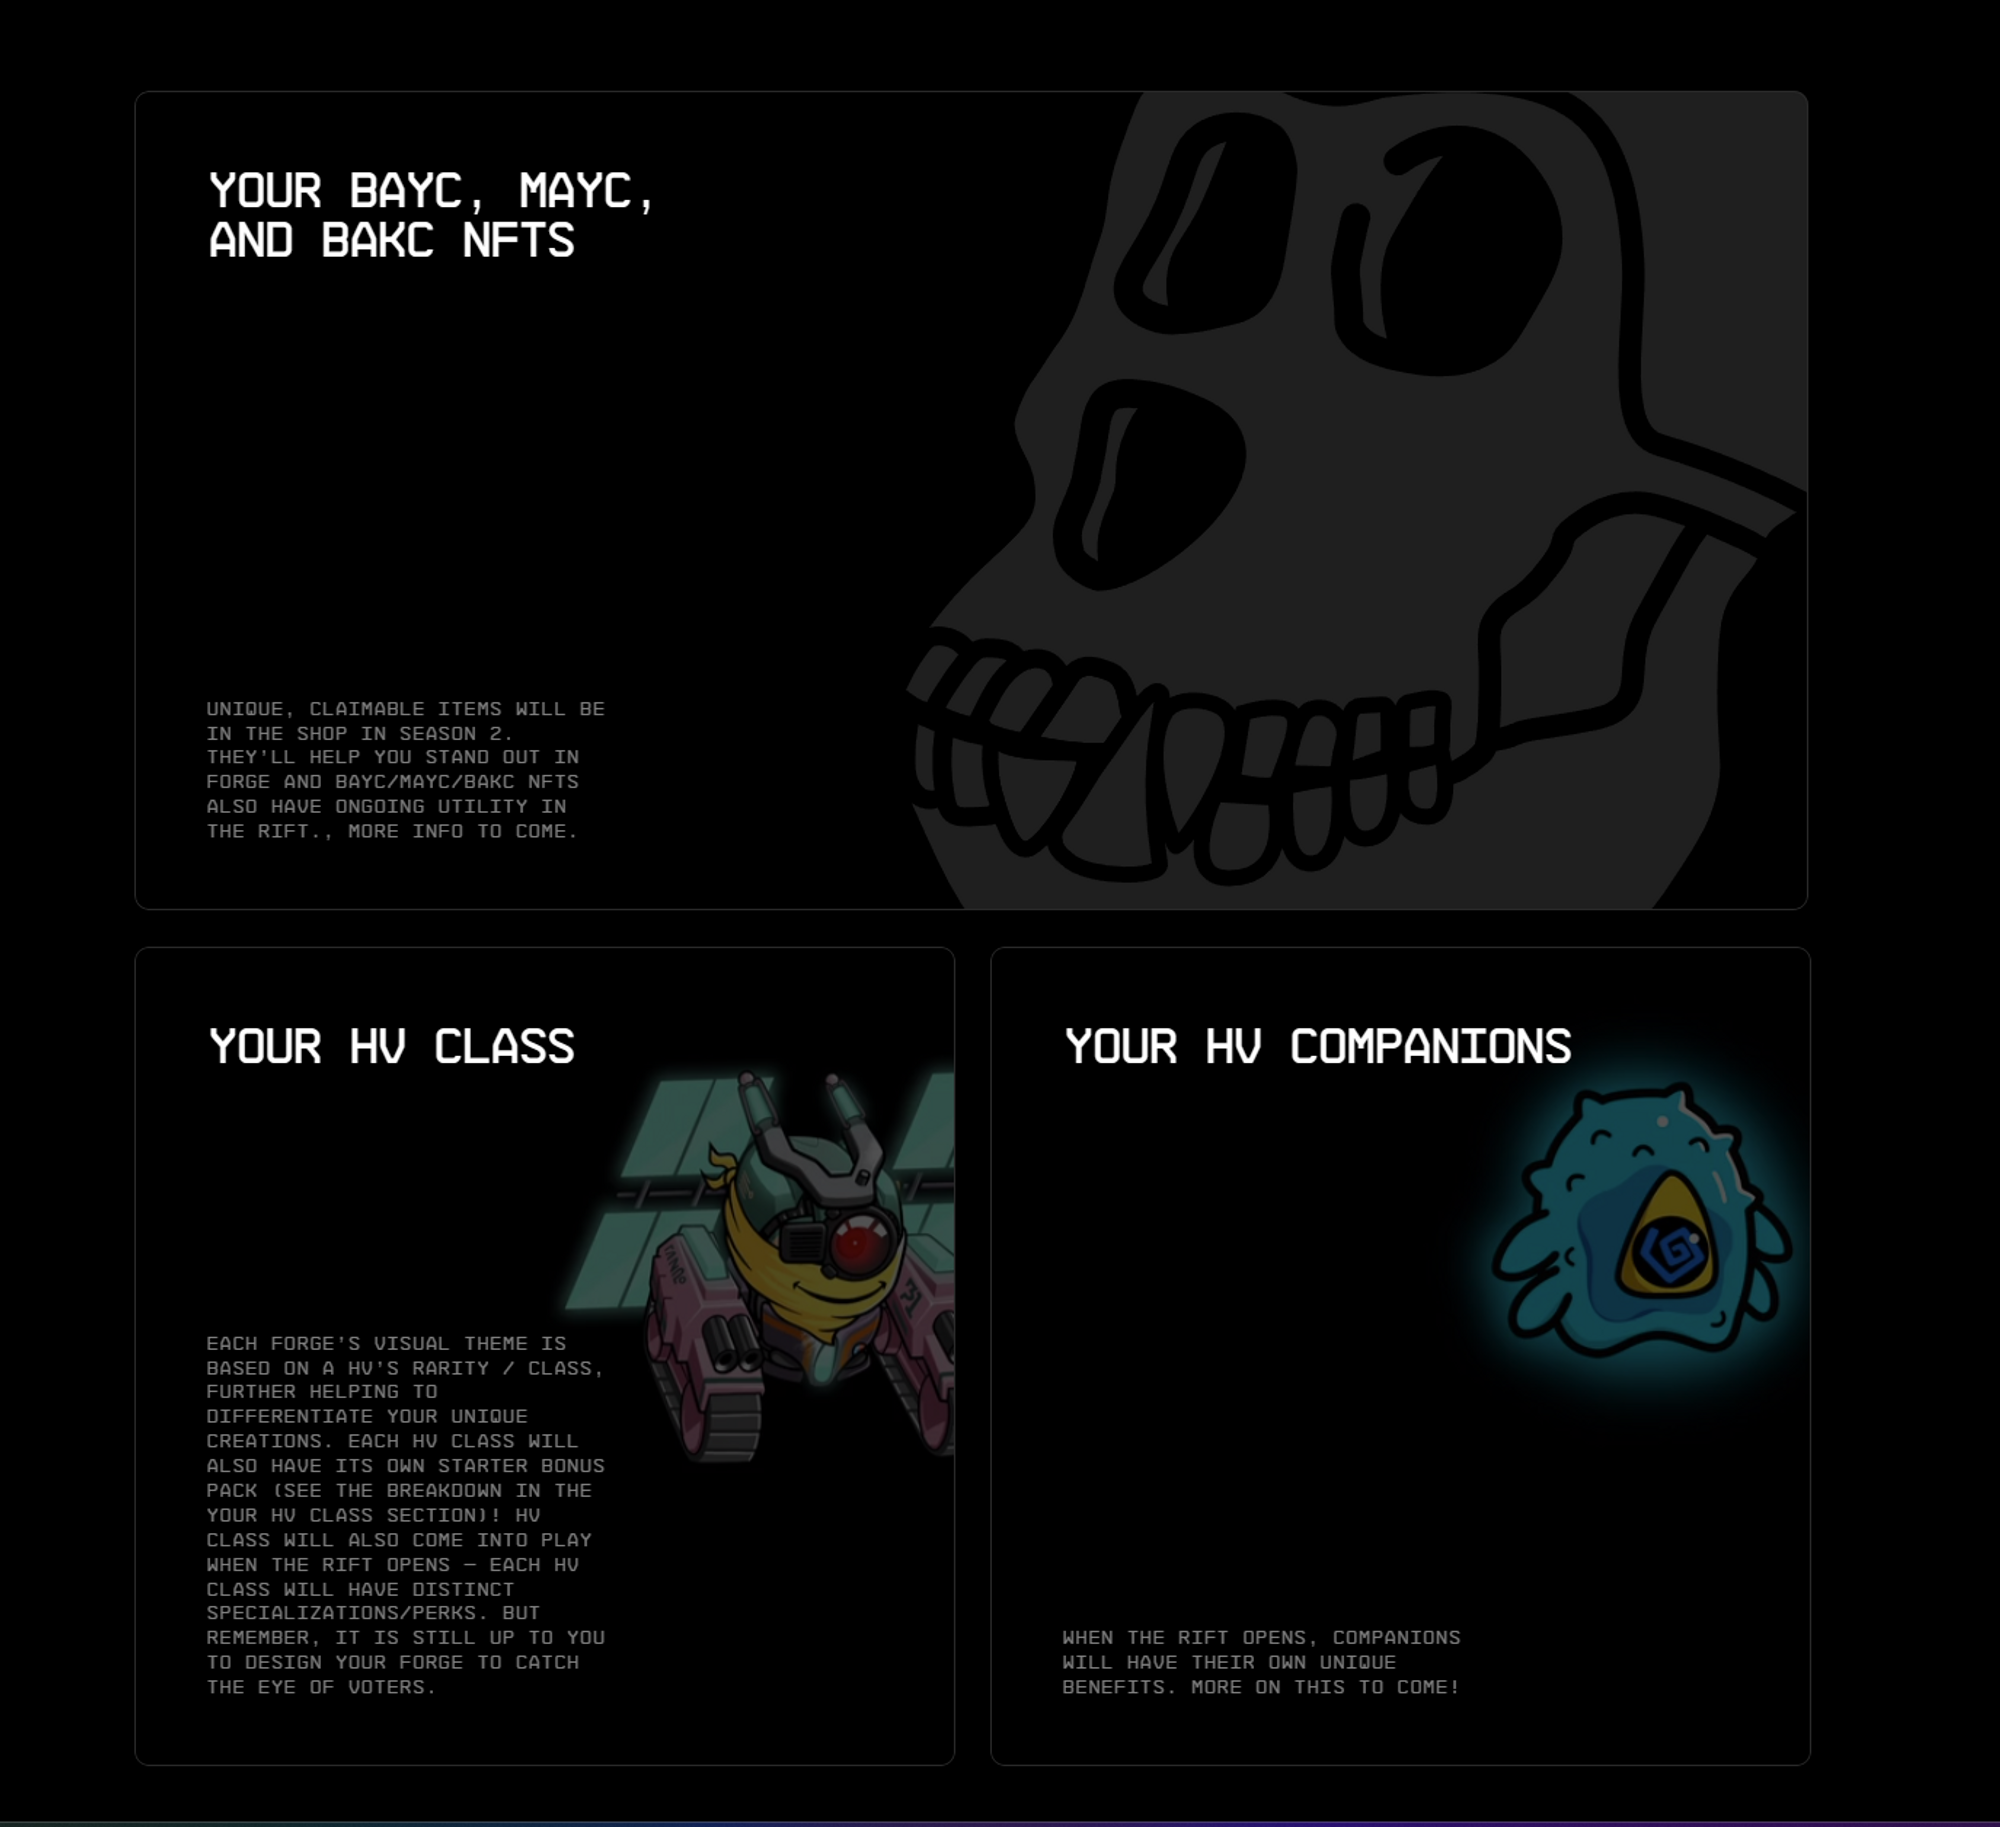 YOUR BAYC, MAYC,
AND BAKC NFTS
UNIQUE, CLAIMABLE ITEMS WILL BE
IN THE SHOP IN SEASON 2.
THEY'LL HELP YOU STAND OUT IN
FORGE AND BAYC/MAYC/BAKC NFTS
ALSO HAVE ONGOING UTILITY IN
THE RIFT., MORE INFO TO COME.
YOUR HV CLASS
31
EACH FORGE'S VISUAL THEME IS
BASED ON A HV'S RARITY / CLASS,
FURTHER HELPING TO
DIFFERENTIATE YOUR UNIQUE
CREATIONS. EACH HV CLASS WILL
ALSO HAVE ITS OWN STARTER BONUS
PACK (SEE THE BREAKDOWN IN THE
YOUR HV CLASS SECTION)! HV
CLASS WILL ALSO COME INTO PLAY
WHEN THE RIFT OPENS — EACH HV
CLASS WILL HAVE DISTINCT
SPECIALIZATIONS/PERKS. BUT
REMEMBER, IT IS STILL UP TO YOU
TO DESIGN YOUR FORGE TO CATCH
THE EYE OF VOTERS.
YOUR HV COMPANIONS
WHEN THE RIFT OPENS, COMPANIONS
WILL HAVE THEIR OWN UNIQUE
BENEFITS. MORE ON THIS TO COME!